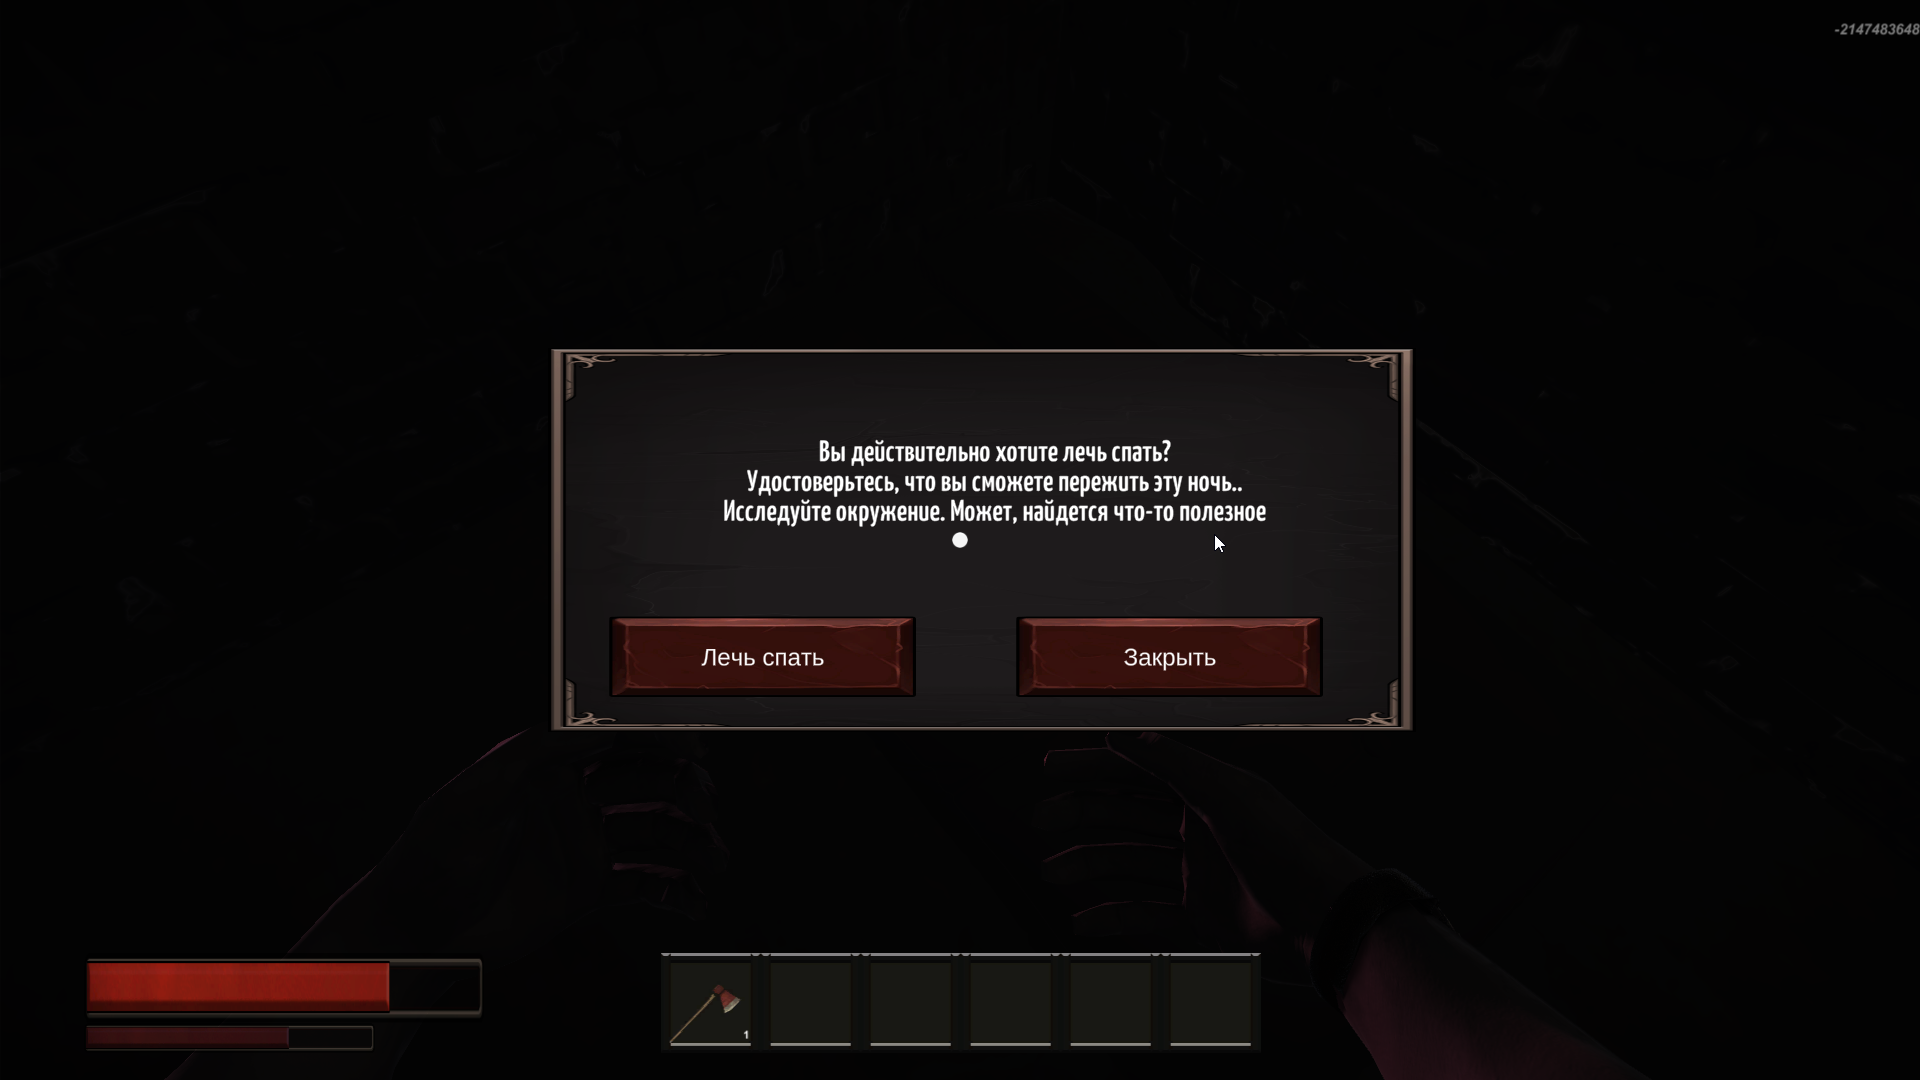 -2147483648
Вы действительно хотите лечь спать?
Удостоверьтесь, что вы сможете пережить эту ночь..
Исследуйте окружение. Может, найдется что-то полезное
Лечь спать
Закрыть
1